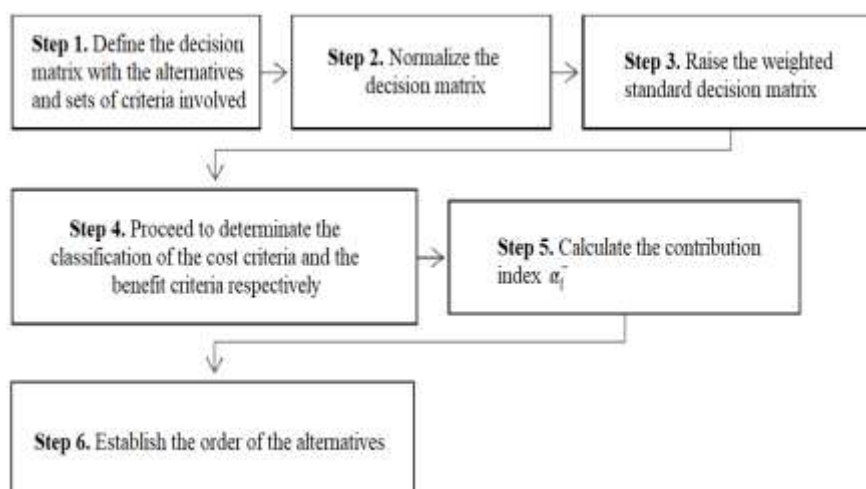 Step 1. Define the decision
matrix with the alternatives
and sets of criteria involved
Step 2. Normalize the
decision matrix
Step 3. Raise the weighted
standard decision matrix
Step 4. Proceed to determinate the
classification of the cost criteria and the
benefit criteria respectively
Step 5. Calculate the contribution
index
Step 6. Establish the order of the alternatives